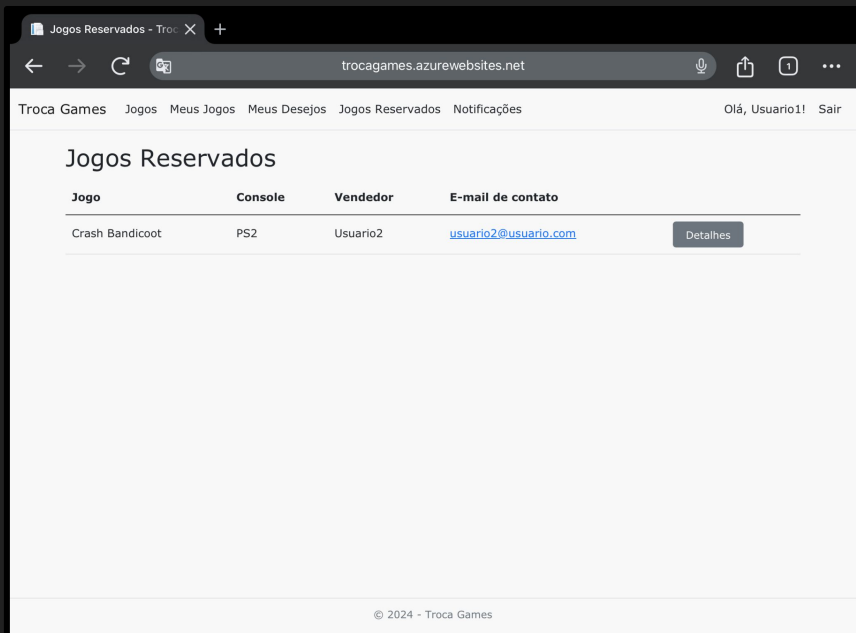 Jogos Reservados - Troc
trocagames.azurewebsites.net
1
Troca Games Jogos Meus Jogos Meus Desejos Jogos Reservados Notificações Olá, Usuario1! Sair
Jogos Reservados
Jogo Console Vendedor E-mail de contato
Crash Bandicoot PS2 Usuario2 usuario2@usuario.com Detalhes
© 2024 - Troca Games